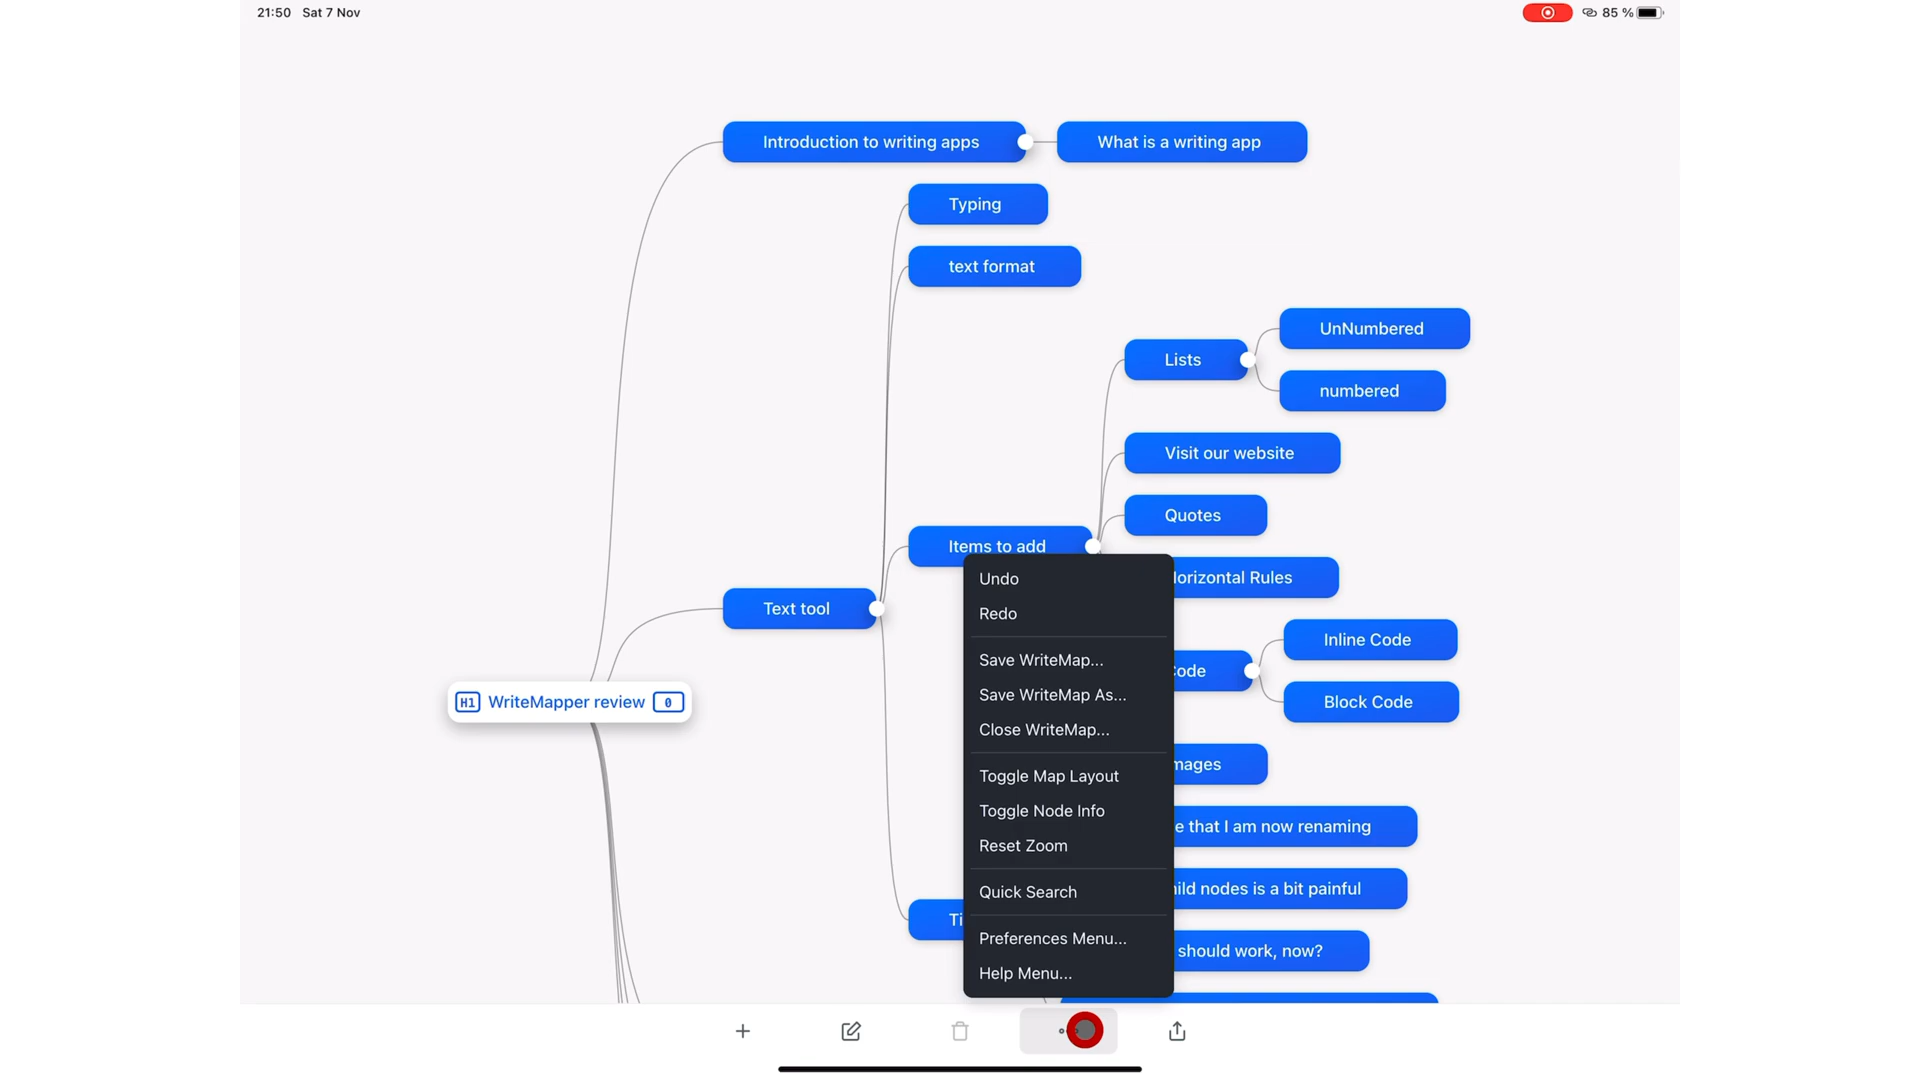 21:50 Sat 7 Nov
85 %
Introduction to writing apps
What is a writing app
Typing
text format
UnNumbered
Lists
numbered
Visit our website
Quotes
Items to add
Undo
orizontal Rules
Text tool
Redo
Inline Code
Save WriteMap...
ode
Save WriteMap As...
Block Code
H1 WriteMapper review 0
Close WriteMap...
mages
Toggle Map Layout
Toggle Node Info
e that I am now renaming
Reset Zoom
ild nodes is a bit painful
Quick Search
Ti
Preferences Menu...
should work, now?
Help Menu...